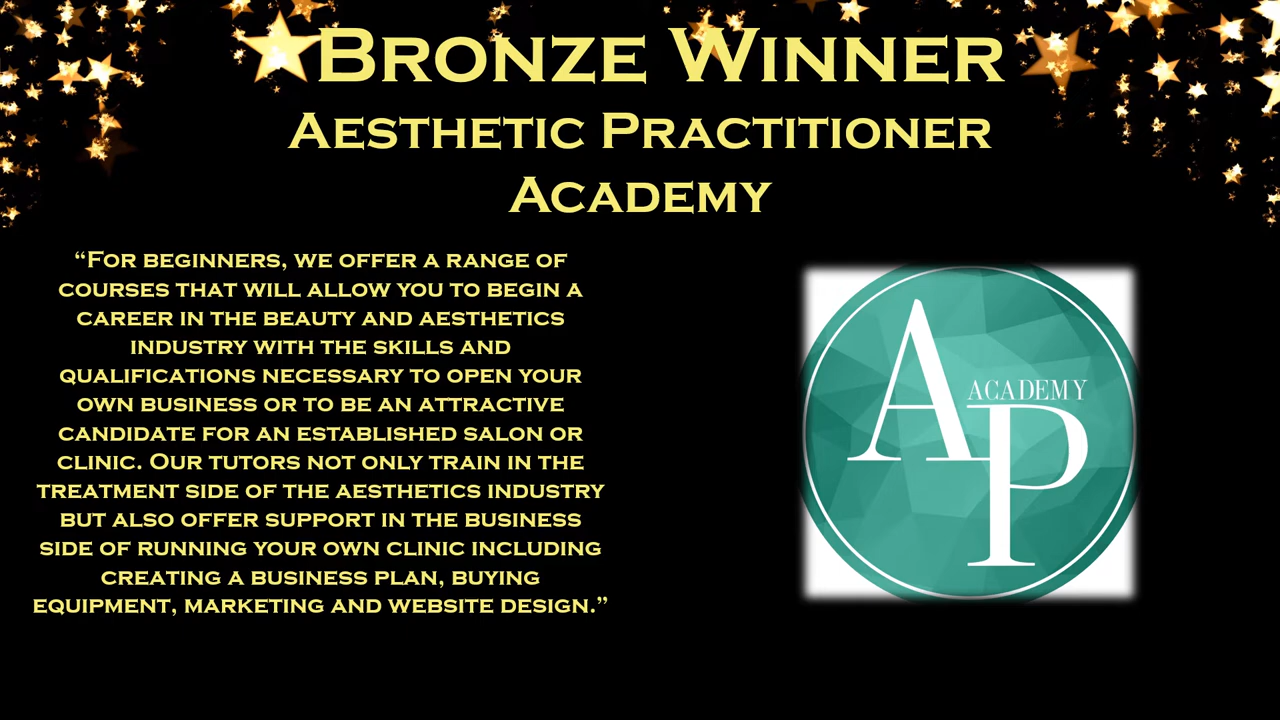 Bronze Winner
Aesthetic Practitioner
Academy
“For beginners, we offer a range of
courses that will allow you to begin a
career in the beauty and aesthetics
industry with the skills and
qualifications necessary to open your
own business or to be an attractive
candidate for an established salon or
clinic. Our tutors not only train in the
treatment side of the aesthetics industry
but also offer support in the business
side of running your own clinic including
creating a business plan, buying
equipment, marketing and website design.”
A
ACADEMY
P